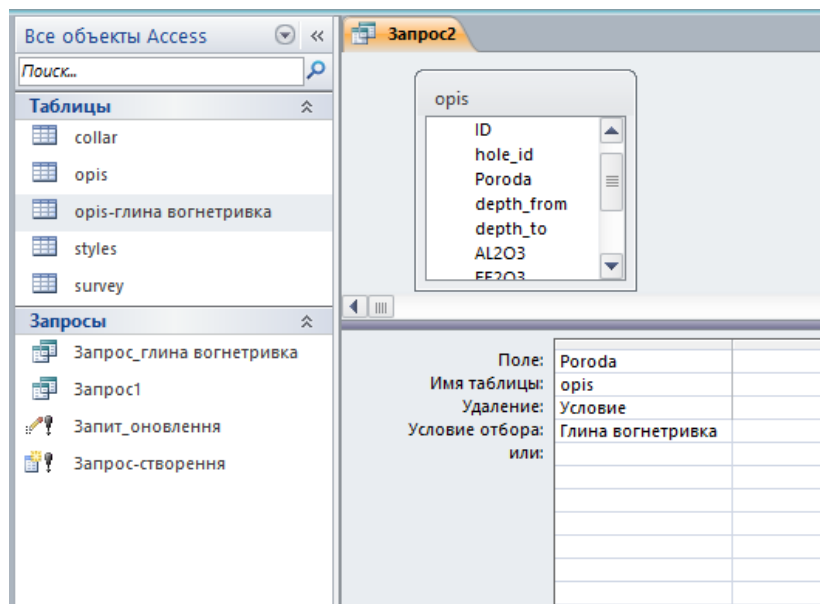 Все объекты Access
Поиск...
Таблицы
collar
opis
opis-глина вогнетривка
styles
survey
Запросы
Запрос_глина вогнетривка
Запрос1
Запит_оновлення
Запрос-створення
Запрос2
opis
ID
hole_id
Poroda
depth_from
depth_to
AL2O3
FE2O3
Поле: Poroda
Имя таблицы: opis
Удаление: Условие
Условие отбора: Глина вогнетривка
или: